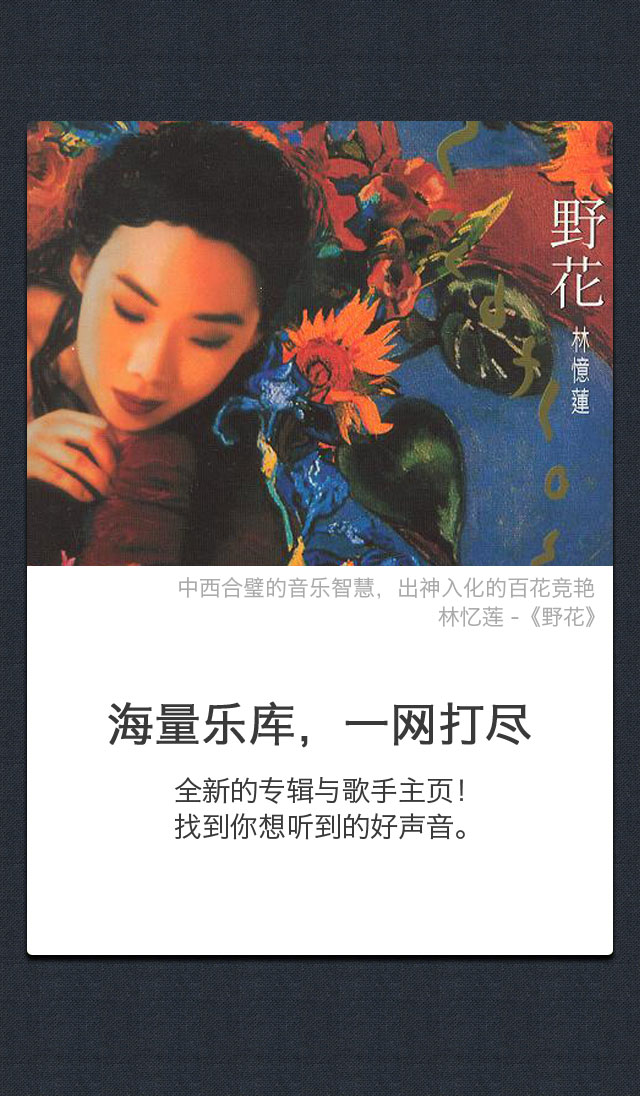 野花
林憶蓮
中西合璧的音乐智慧，出神入化的百花竞艳
林忆莲 -《野花》
海量乐库，一网打尽
全新的专辑与歌手主页！
找到你想听到的好声音。